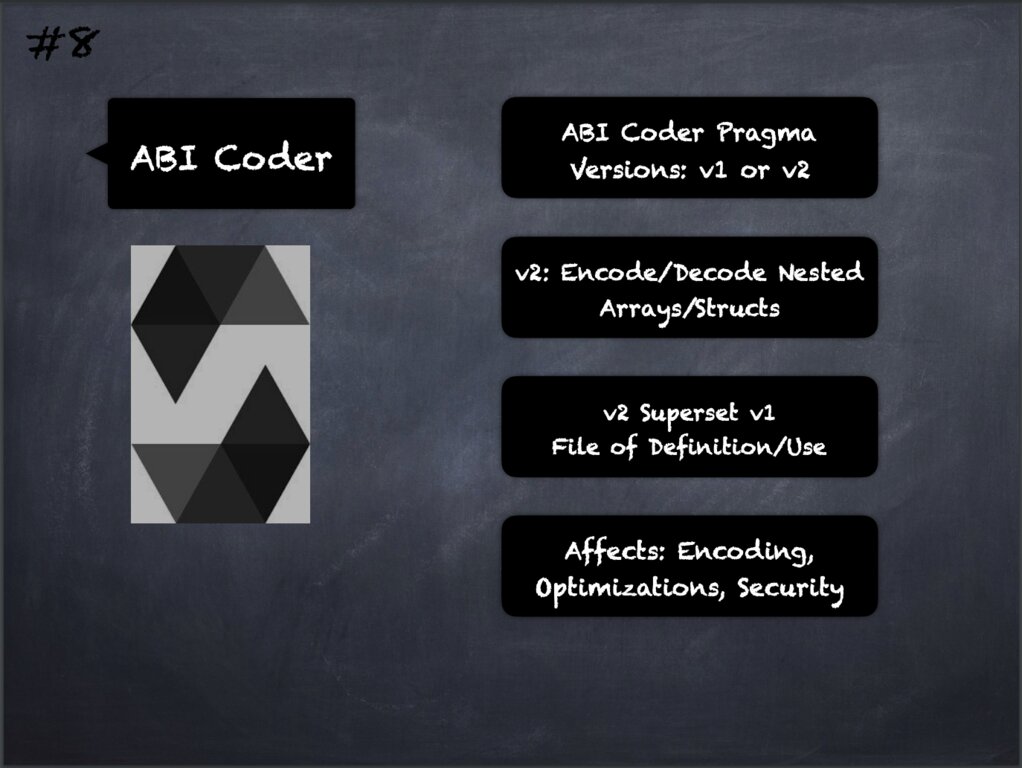 #8
ABI Coder
ABI Coder Pragma
Versions: v1 or v2
v2: Encode/Decode Nested
Arrays/Structs
v2 Superset v1
File of Definition/Use
Affects: Encoding,
Optimizations, Security